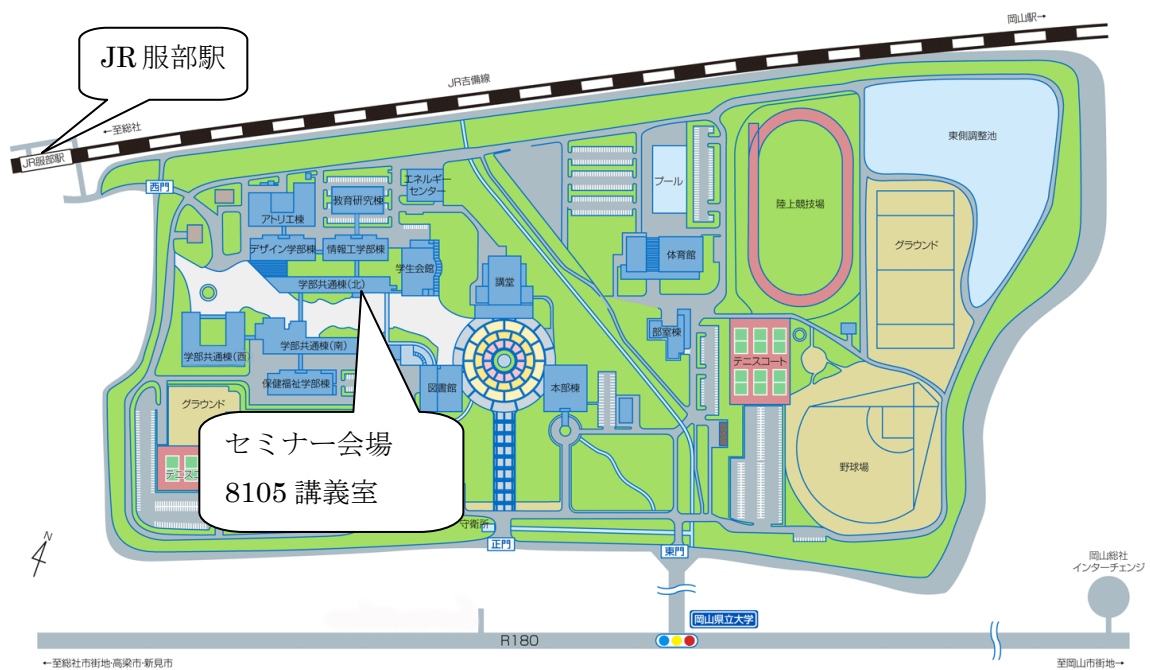 岡山駅→
JR 服部駅
JR吉備線
←至総社
JR服部駅
東側調整池
西門
エネルギー
センター
教育研究棟
プール
アトリエ棟
陸上競技場
デザイン学部棟
情報工学部棟
グラウンド
体育館
学生会館
学部共通棟(北)
講堂
部室棟
学部共通棟(南)
学部共通棟(西)
テニスコート
保健福祉学部棟
図書館
本部棟
グラウンド
セミナー会場
8105 講義室
野球場
テニスコ
守衛所
正門
東門
N
岡山総社
インターチェンジ
岡山県立大学
R180
←至総社市街地・高梁市・新見市
至岡山市街地→